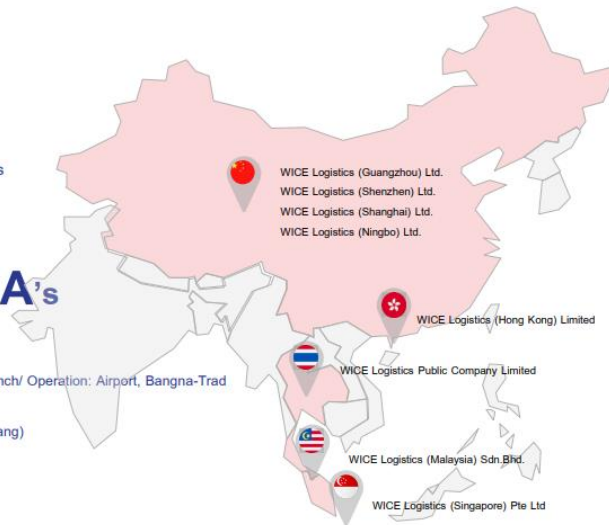 s
WICE Logistics (Guangzhou) Ltd.
WICE Logistics (Shenzhen) Ltd.
WICE Logistics (Shanghai) Ltd.
WICE Logistics (Ningbo) Ltd.
A's
WICE Logistics (Hong Kong) Limited
WICE Logistics Public Company Limited
nch/ Operation: Airport, Bangna-Trad
ang)
WICE Logistics (Malaysia) Sdn.Bhd.
WICE Logistics (Singapore) Pte Ltd